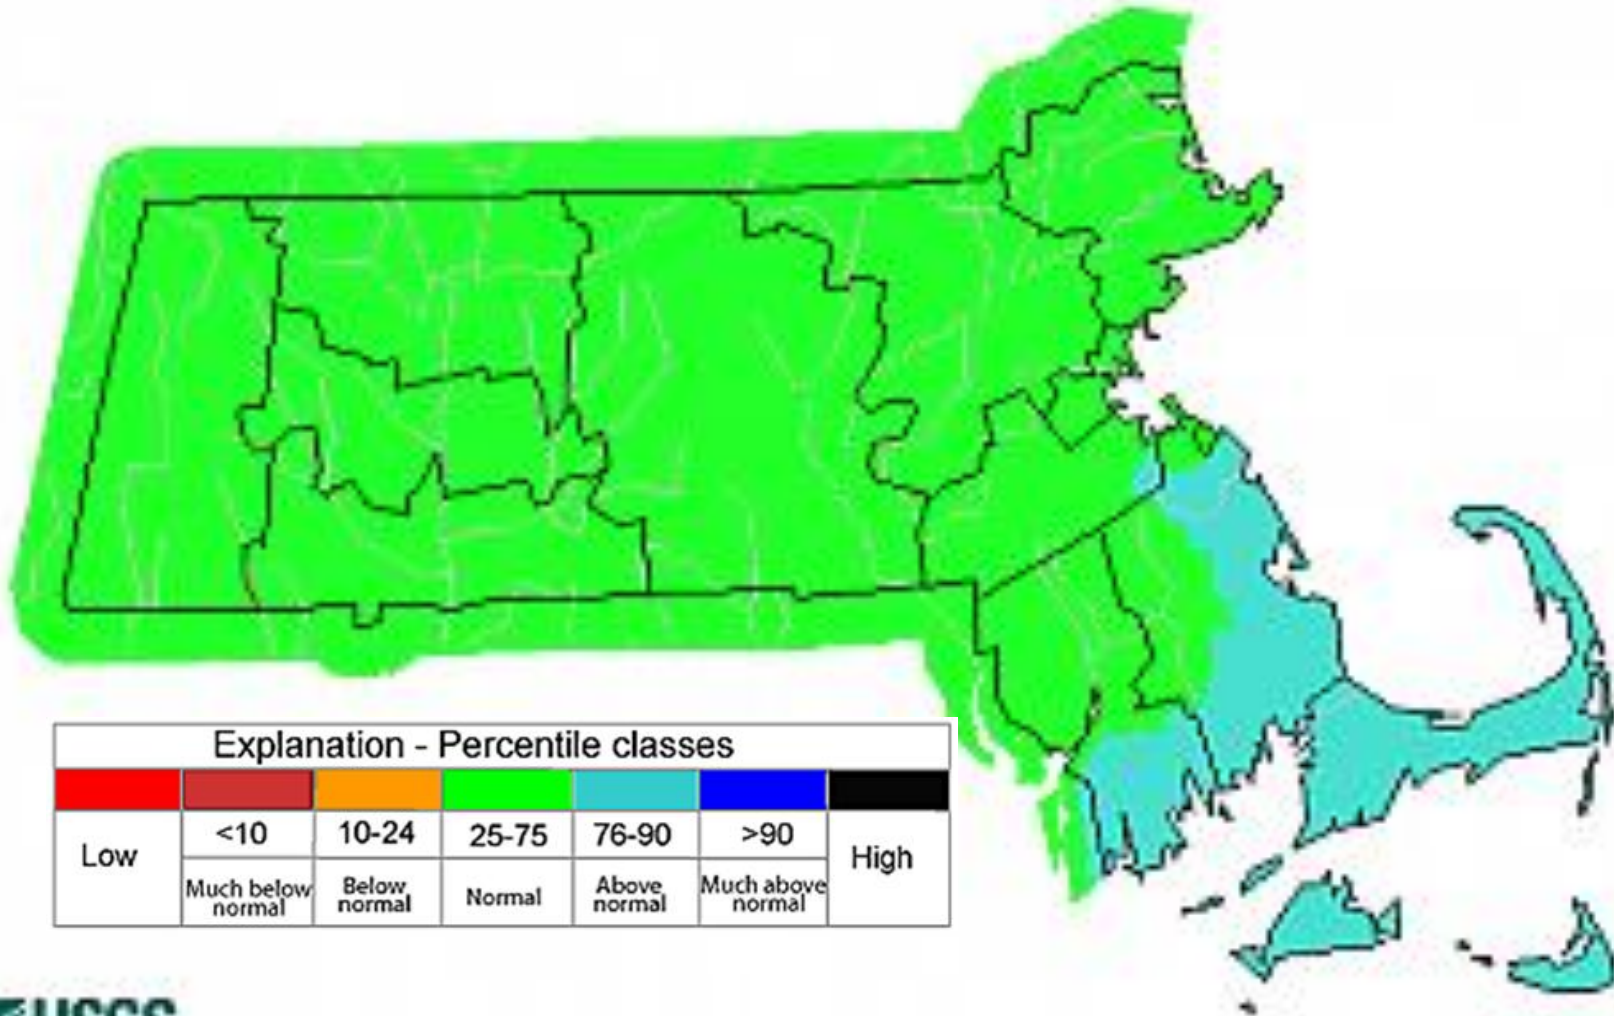 Explanation - Percentile classes
Low
<10
10-24
25-75
76-90
>90
High
Much below
normal
Below
normal
Normal
Above
normal
Much above
normal
USGS